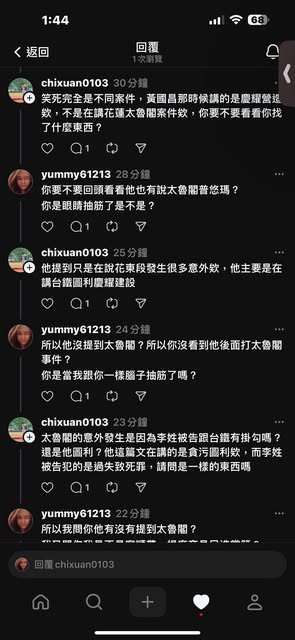 1:44
68
返回
回覆
1 次瀏覽
chixuan0103 30分鐘
笑死完全是不同案件，黃國昌那時候講的是慶耀營造
欸，不是在講花蓮太魯閣案件欸，你要不要看看你找
了什麼東西？
1
yummy61213 28分鐘
你要不要回頭看看他也有說太魯閣普悠瑪？
你是眼睛抽筋了是不是？
1
chixuan0103 25分鐘
他提到只是在說花東段發生很多意外欸，他主要是在
講台鐵圖利慶耀建設
1
yummy61213 24分鐘
所以他沒提到太魯閣？所以你沒看到他後面打太魯閣
事件？
你是當我跟你一樣腦子抽筋了嗎？
1
chixuan0103 23分鐘
太魯閣的意外發生是因為李姓被告跟台鐵有掛勾嗎？
還是他圖利？他這篇文在講的是貪污圖利欸，而李姓
被告犯的是過失致死罪，請問是一樣的東西嗎
1
yummy61213 22分鐘
所以我問你他有沒有提到太魯閣？
回覆 chixuan0103